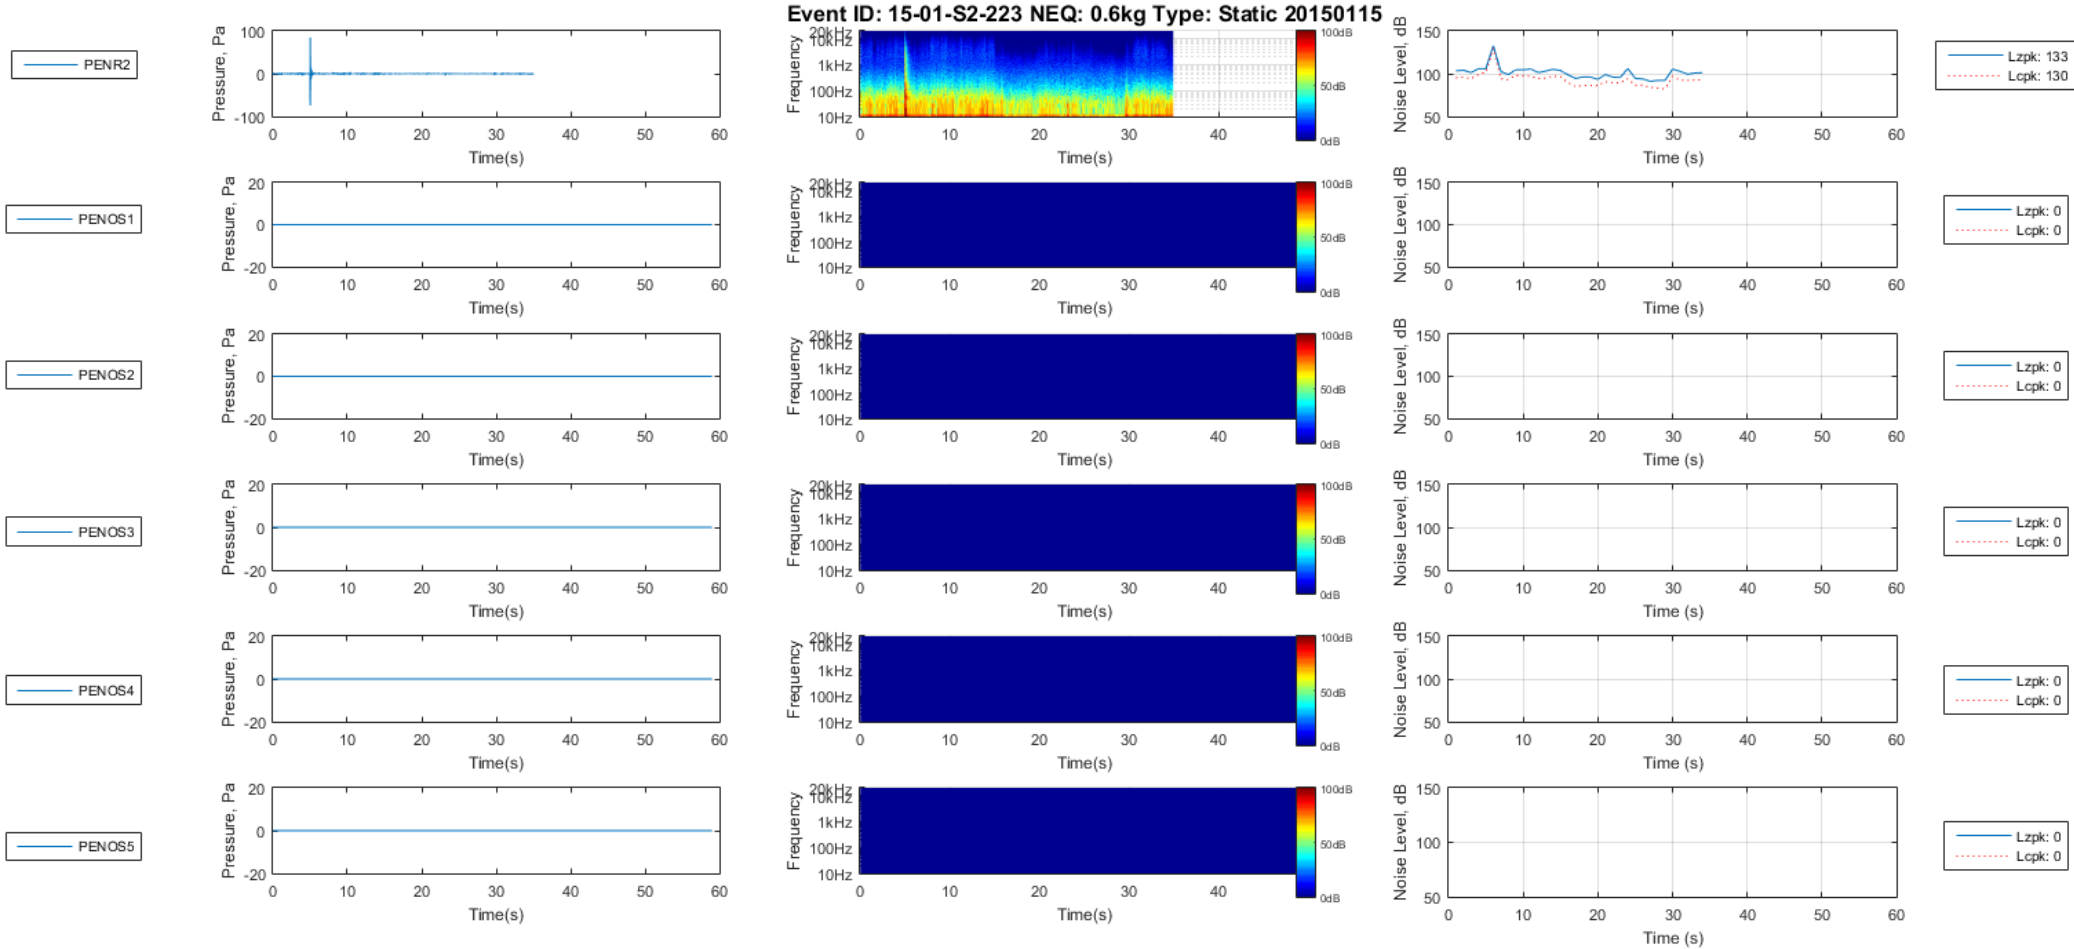 Event ID: 15-01-S2-223 NEQ: 0.6kg Type: Static 20150115
PENR2
Pressure, Pa
100
0
-100
0 10 20 30 40 50 60
Time(s)
Frequency
20kHz
10kHz
1kHz
100Hz
10Hz
0 10 20 30 40
Time(s)
100dB
50dB
0dB
Noise Level, dB
150
100
50
0 10 20 30 40 50 60
Time (s)
Lzpk: 133
Lcpk: 130
PENOS1
Pressure, Pa
20
0
-20
0 10 20 30 40 50 60
Time(s)
Frequency
20kHz
10kHz
1kHz
100Hz
10Hz
0 10 20 30 40
Time(s)
100dB
50dB
0dB
Noise Level, dB
150
100
50
0 10 20 30 40 50 60
Time (s)
Lzpk: 0
Lcpk: 0
PENOS2
Pressure, Pa
20
0
-20
0 10 20 30 40 50 60
Time(s)
Frequency
20kHz
10kHz
1kHz
100Hz
10Hz
0 10 20 30 40
Time(s)
100dB
50dB
0dB
Noise Level, dB
150
100
50
0 10 20 30 40 50 60
Time (s)
Lzpk: 0
Lcpk: 0
PENOS3
Pressure, Pa
20
0
-20
0 10 20 30 40 50 60
Time(s)
Frequency
20kHz
10kHz
1kHz
100Hz
10Hz
0 10 20 30 40
Time(s)
100dB
50dB
0dB
Noise Level, dB
150
100
50
0 10 20 30 40 50 60
Time (s)
Lzpk: 0
Lcpk: 0
PENOS4
Pressure, Pa
20
0
-20
0 10 20 30 40 50 60
Time(s)
Frequency
20kHz
10kHz
1kHz
100Hz
10Hz
0 10 20 30 40
Time(s)
100dB
50dB
0dB
Noise Level, dB
150
100
50
0 10 20 30 40 50 60
Time (s)
Lzpk: 0
Lcpk: 0
PENOS5
Pressure, Pa
20
0
-20
0 10 20 30 40 50 60
Time(s)
Frequency
20kHz
10kHz
1kHz
100Hz
10Hz
0 10 20 30 40
Time(s)
100dB
50dB
0dB
Noise Level, dB
150
100
50
0 10 20 30 40 50 60
Time (s)
Lzpk: 0
Lcpk: 0